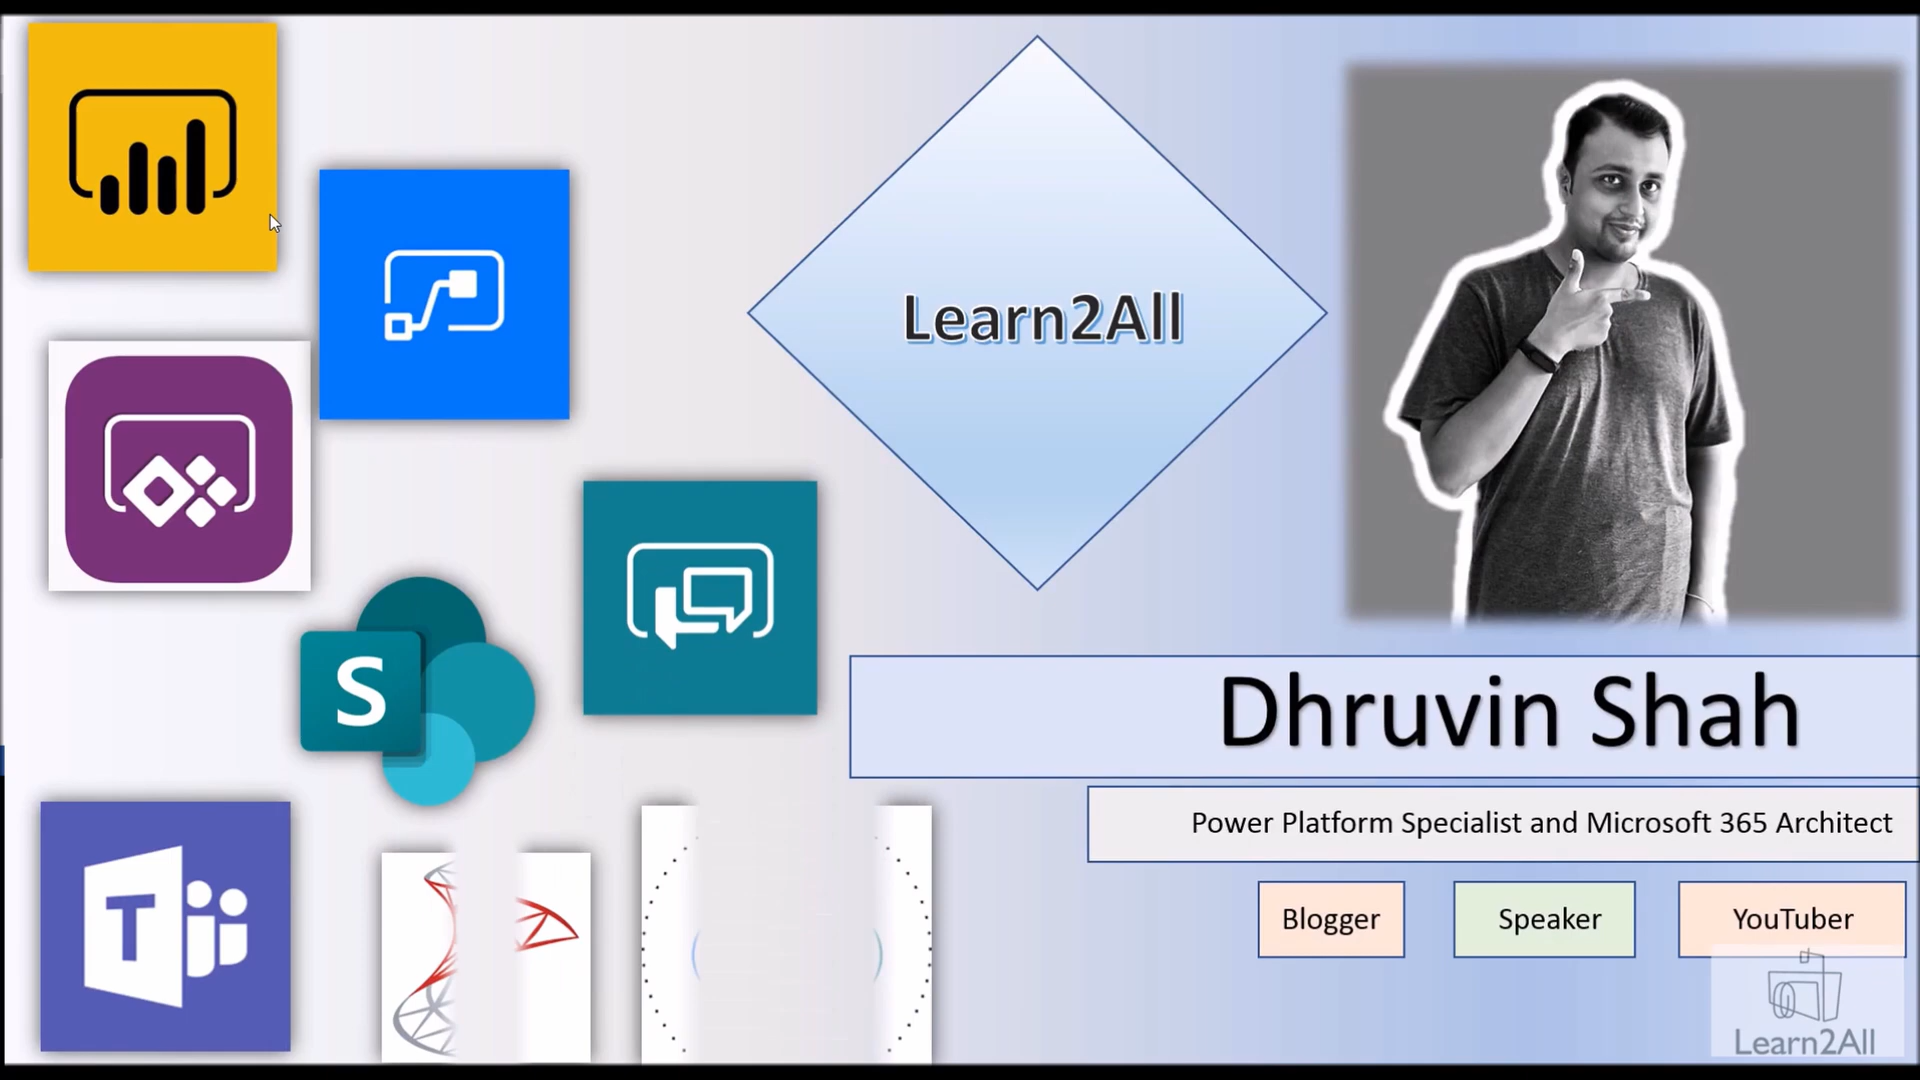 Learn2All
S
Dhruvin Shah
Power Platform Specialist and Microsoft 365 Architect
T
Blogger
Speaker
YouTuber
Learn2All